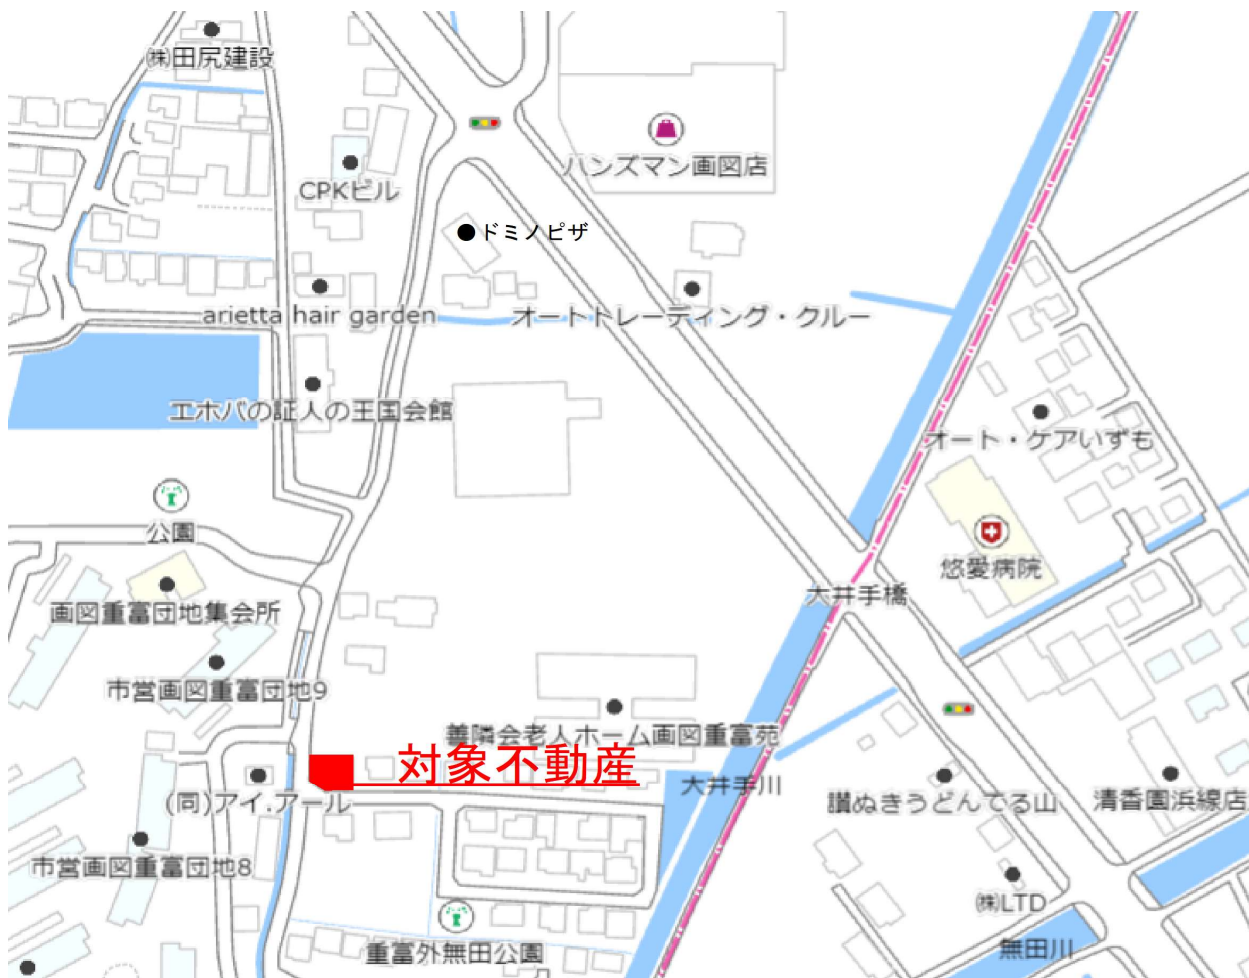 ㈱田尻建設
ハンズマン画図店
CPKビル
●ドミノピザ
arietta hair garden
オートトレーディング・クルー
エホバの証人の王国会館
オート・ケアいずも
公園
悠愛病院
大井手橋
画図重富団地集会所
市営画図重富団地9
善隣会老人ホーム画図重富苑
対象不動産
大井手川
(同)アイ.アール
讃ぬきうどんてる山
清香園浜線店
市営画図重富団地8
㈱LTD
重富外無田公園
無田川